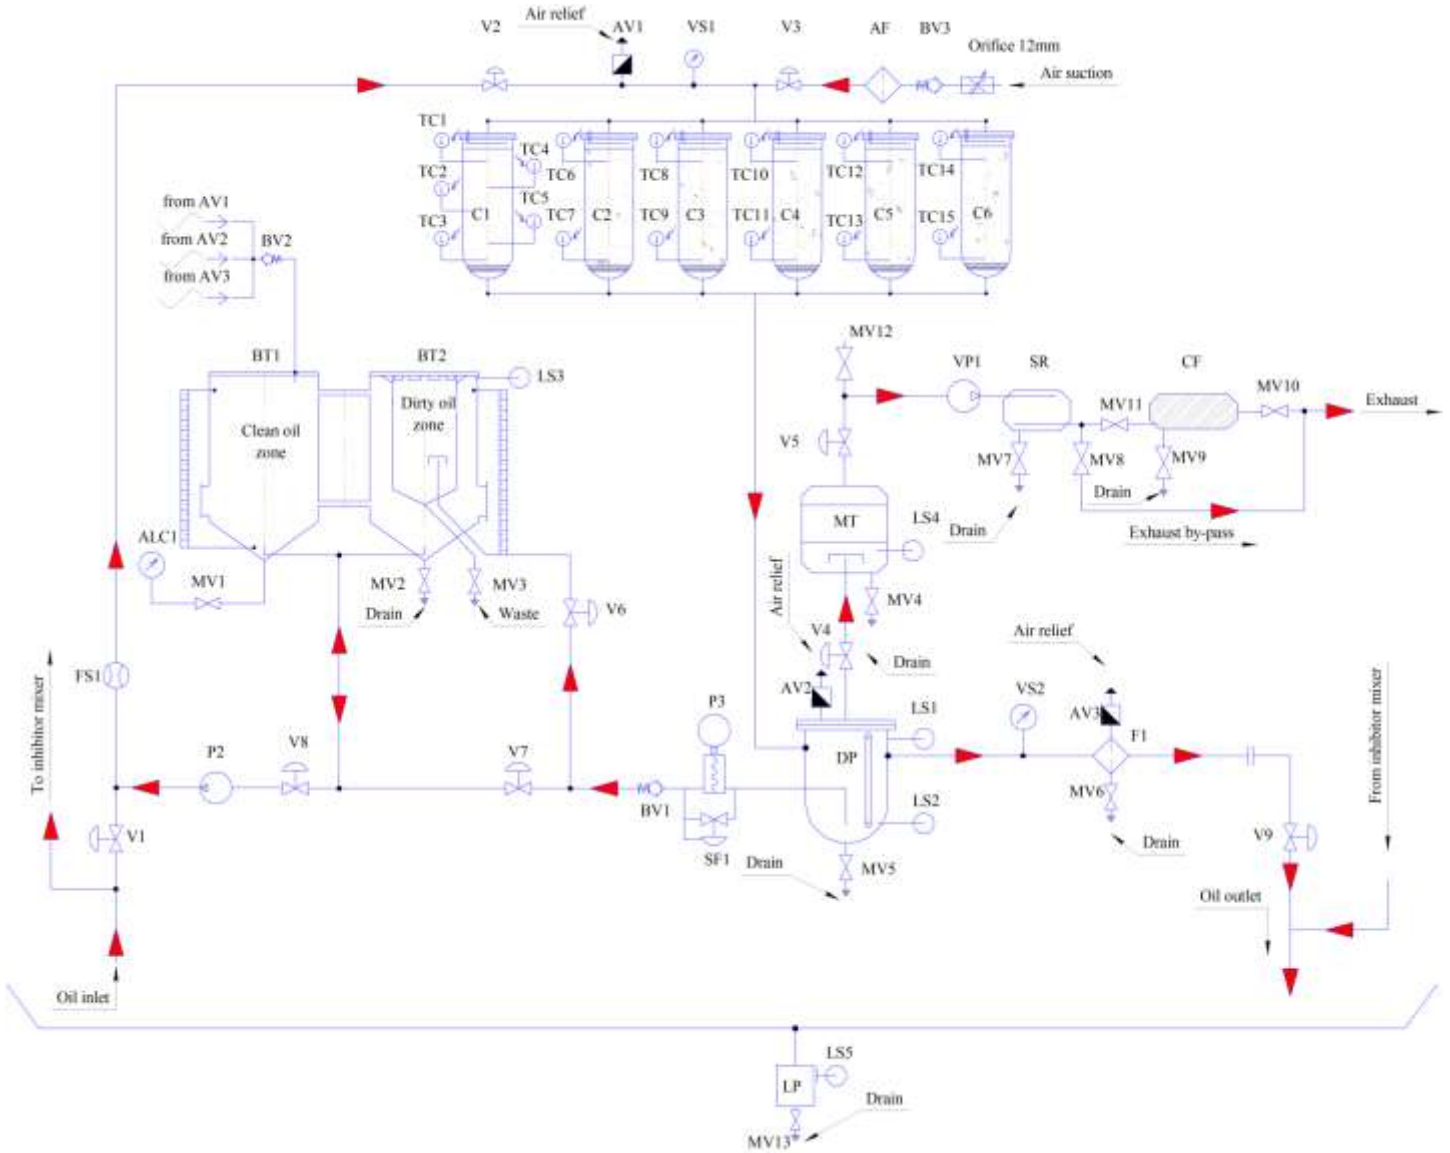 Air relief
V2
AV1
VS1
V3
AF
BV3
Orifice 12mm
Air suction
TC1
TC2
TC3
TC4
TC5
C1
TC6
TC7
C2
TC8
TC9
C3
TC10
TC11
C4
TC12
TC13
C5
TC14
TC15
C6
from AV1
from AV2
from AV3
BV2
BT1
BT2
LS3
Clean oil
zone
Dirty oil
zone
ALC1
MV1
MV2
MV3
Drain
Waste
V6
MV12
VP1
SR
CF
MV10
MV11
Exhaust
V5
MV7
MV8
MV9
Drain
Drain
Exhaust by-pass
MT
LS4
MV4
Air relief
V4
Drain
AV2
Air relief
VS2
AV3
F1
FS1
To inhibitor mixer
P2
V8
V7
P3
BV1
SF1
DP
LS1
LS2
MV5
Drain
MV6
Drain
From inhibitor mixer
V9
V1
Oil outlet
Oil inlet
LS5
LP
Drain
MV13